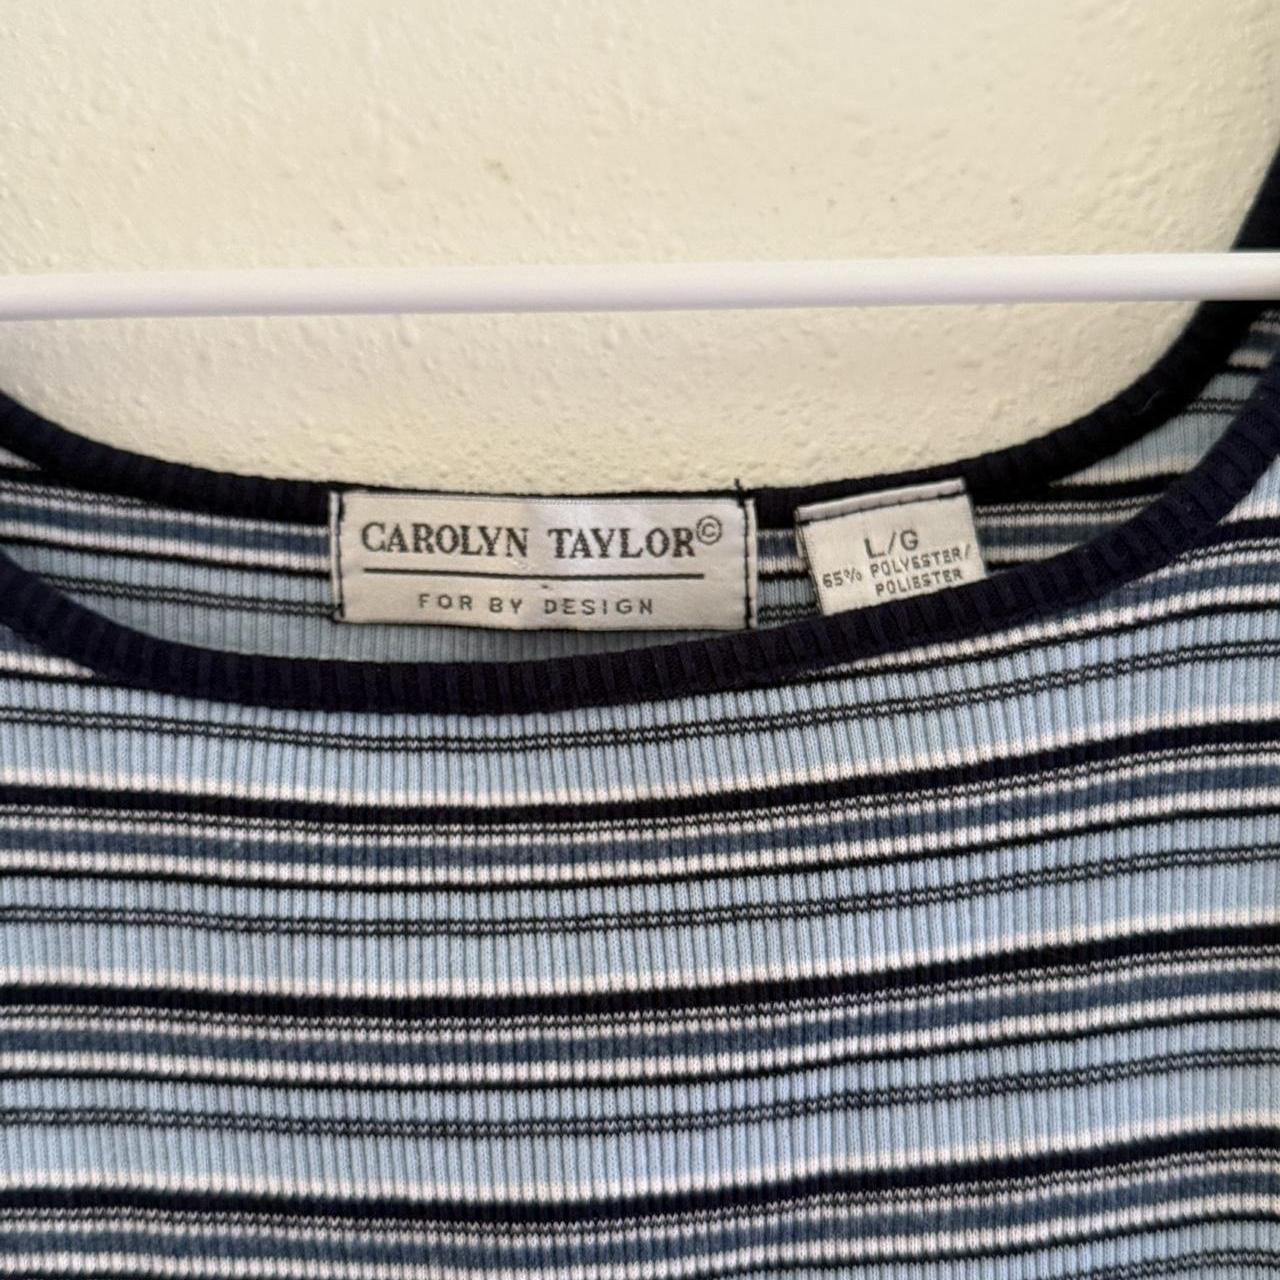 CAROLYN TAYLOR©
FOR BY DESIGN
L/G
65% POLYESTER/
POLIESTER